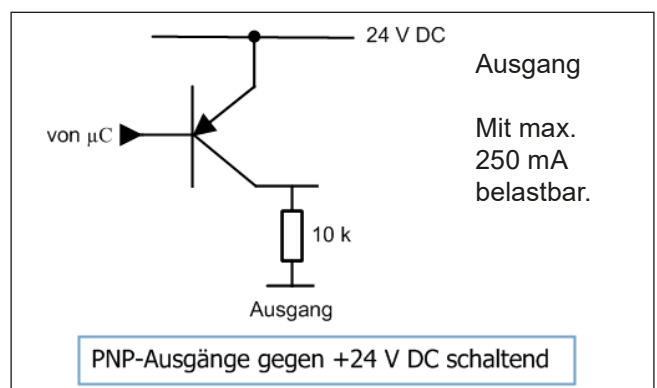 24 V DC
Ausgang
von µC
Mit max.
250 mA
belastbar.
10 k
Ausgang
PNP-Ausgänge gegen +24 V DC schaltend